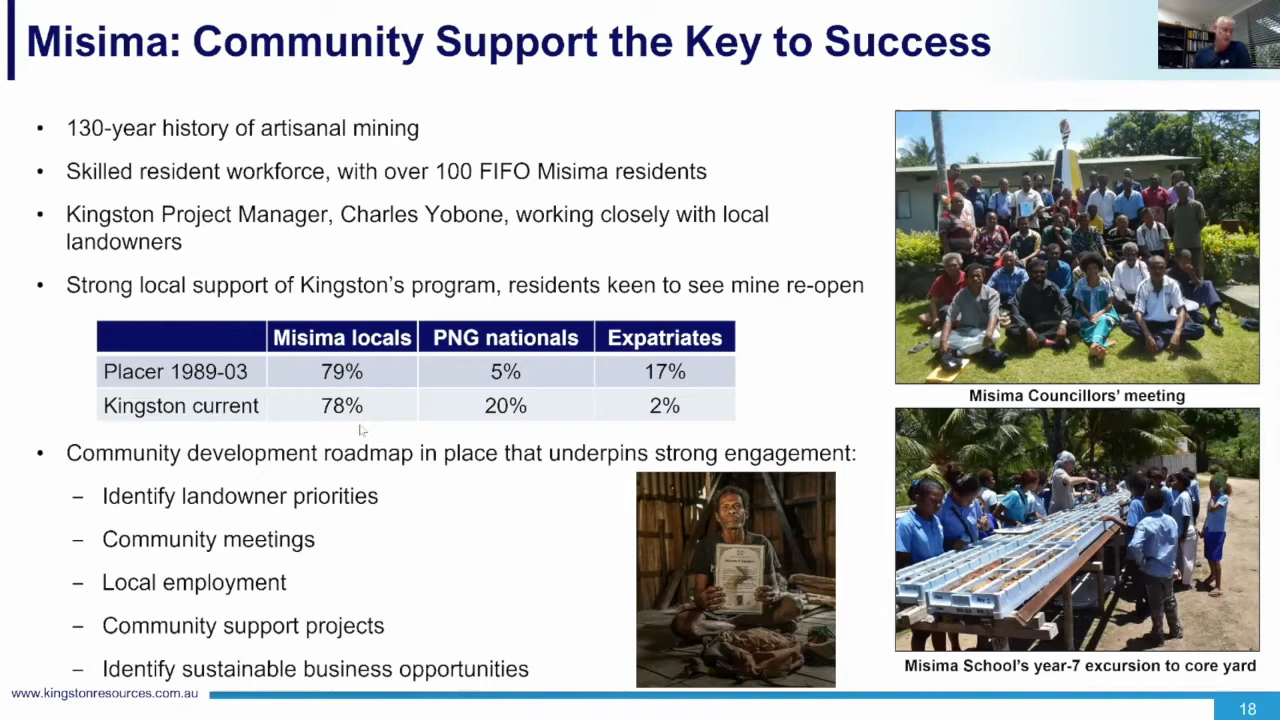 Misima: Community Support the Key to Success
• 130-year history of artisanal mining
• Skilled resident workforce, with over 100 FIFO Misima residents
• Kingston Project Manager, Charles Yobone, working closely with local
landowners
• Strong local support of Kingston's program, residents keen to see mine re-open
Misima locals PNG nationals Expatriates
Placer 1989-03 79% 5% 17%
Kingston current 78% 20% 2%
• Community development roadmap in place that underpins strong engagement:
– Identify landowner priorities
– Community meetings
– Local employment
– Community support projects
– Identify sustainable business opportunities
Misima Councillors' meeting
Misima School's year-7 excursion to core yard
www.kingstonresources.com.au
18